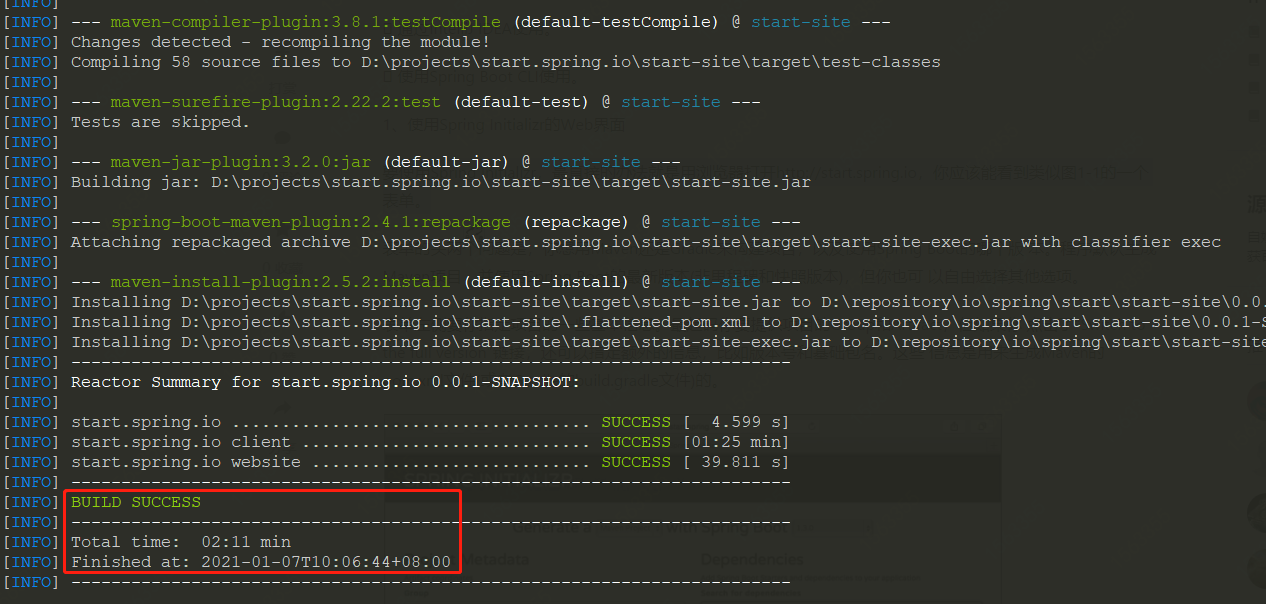 [INFO]
[INFO] --- maven-compiler-plugin:3.8.1:testCompile (default-testCompile) @ start-site ---
[INFO] Changes detected - recompiling the module!
[INFO] Compiling 58 source files to D:\projects\start.spring.io\start-site\target\test-classes
[INFO]
[INFO] --- maven-surefire-plugin:2.22.2:test (default-test) @ start-site ---
[INFO] Tests are skipped.
[INFO]
[INFO] --- maven-jar-plugin:3.2.0:jar (default-jar) @ start-site ---
[INFO] Building jar: D:\projects\start.spring.io\start-site\target\start-site.jar
[INFO]
[INFO] --- spring-boot-maven-plugin:2.4.1:repackage (repackage) @ start-site ---
[INFO] Attaching repackaged archive D:\projects\start.spring.io\start-site\target\start-site-exec.jar with classifier exec
[INFO]
[INFO] --- maven-install-plugin:2.5.2:install (default-install) @ start-site ---
[INFO] Installing D:\projects\start.spring.io\start-site\target\start-site.jar to D:\repository\io\spring\start\start-site\0.0.
[INFO] Installing D:\projects\start.spring.io\start-site\.flattened-pom.xml to D:\repository\io\spring\start\start-site\0.0.1-S
[INFO] Installing D:\projects\start.spring.io\start-site\target\start-site-exec.jar to D:\repository\io\spring\start\start-site
[INFO] ------------------------------------------------------------------------
[INFO] Reactor Summary for start.spring.io 0.0.1-SNAPSHOT:
[INFO]
[INFO] start.spring.io .................................... SUCCESS [  4.599 s]
[INFO] start.spring.io client ............................. SUCCESS [01:25 min]
[INFO] start.spring.io website ............................ SUCCESS [ 39.811 s]
[INFO] ------------------------------------------------------------------------
[INFO] BUILD SUCCESS
[INFO] ------------------------------------------------------------------------
[INFO] Total time:  02:11 min
[INFO] Finished at: 2021-01-07T10:06:44+08:00
[INFO] ------------------------------------------------------------------------
Metadata
Dependencies